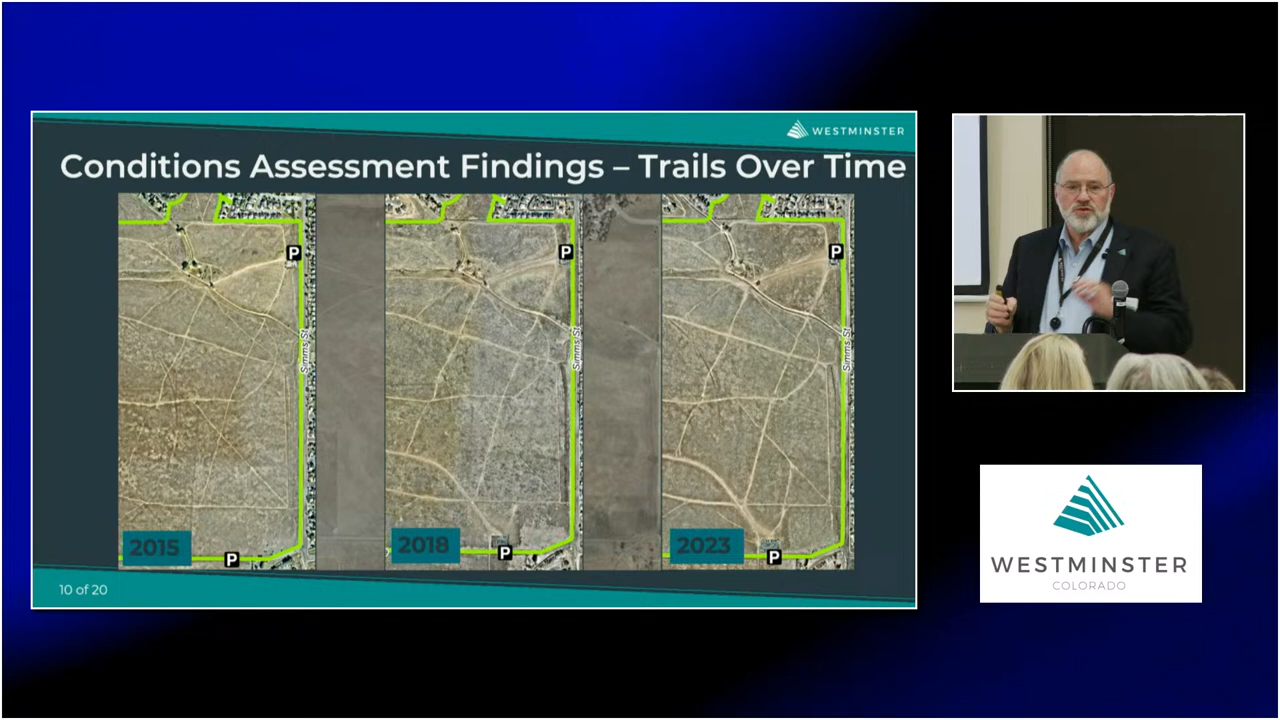 WESTMINSTER
Conditions Assessment Findings – Trails Over Time
P
P
P
Simms St
Simms St
Simms St
2015
P
2018
P
2023
P
10 of 20
WESTMINSTER
COLORADO